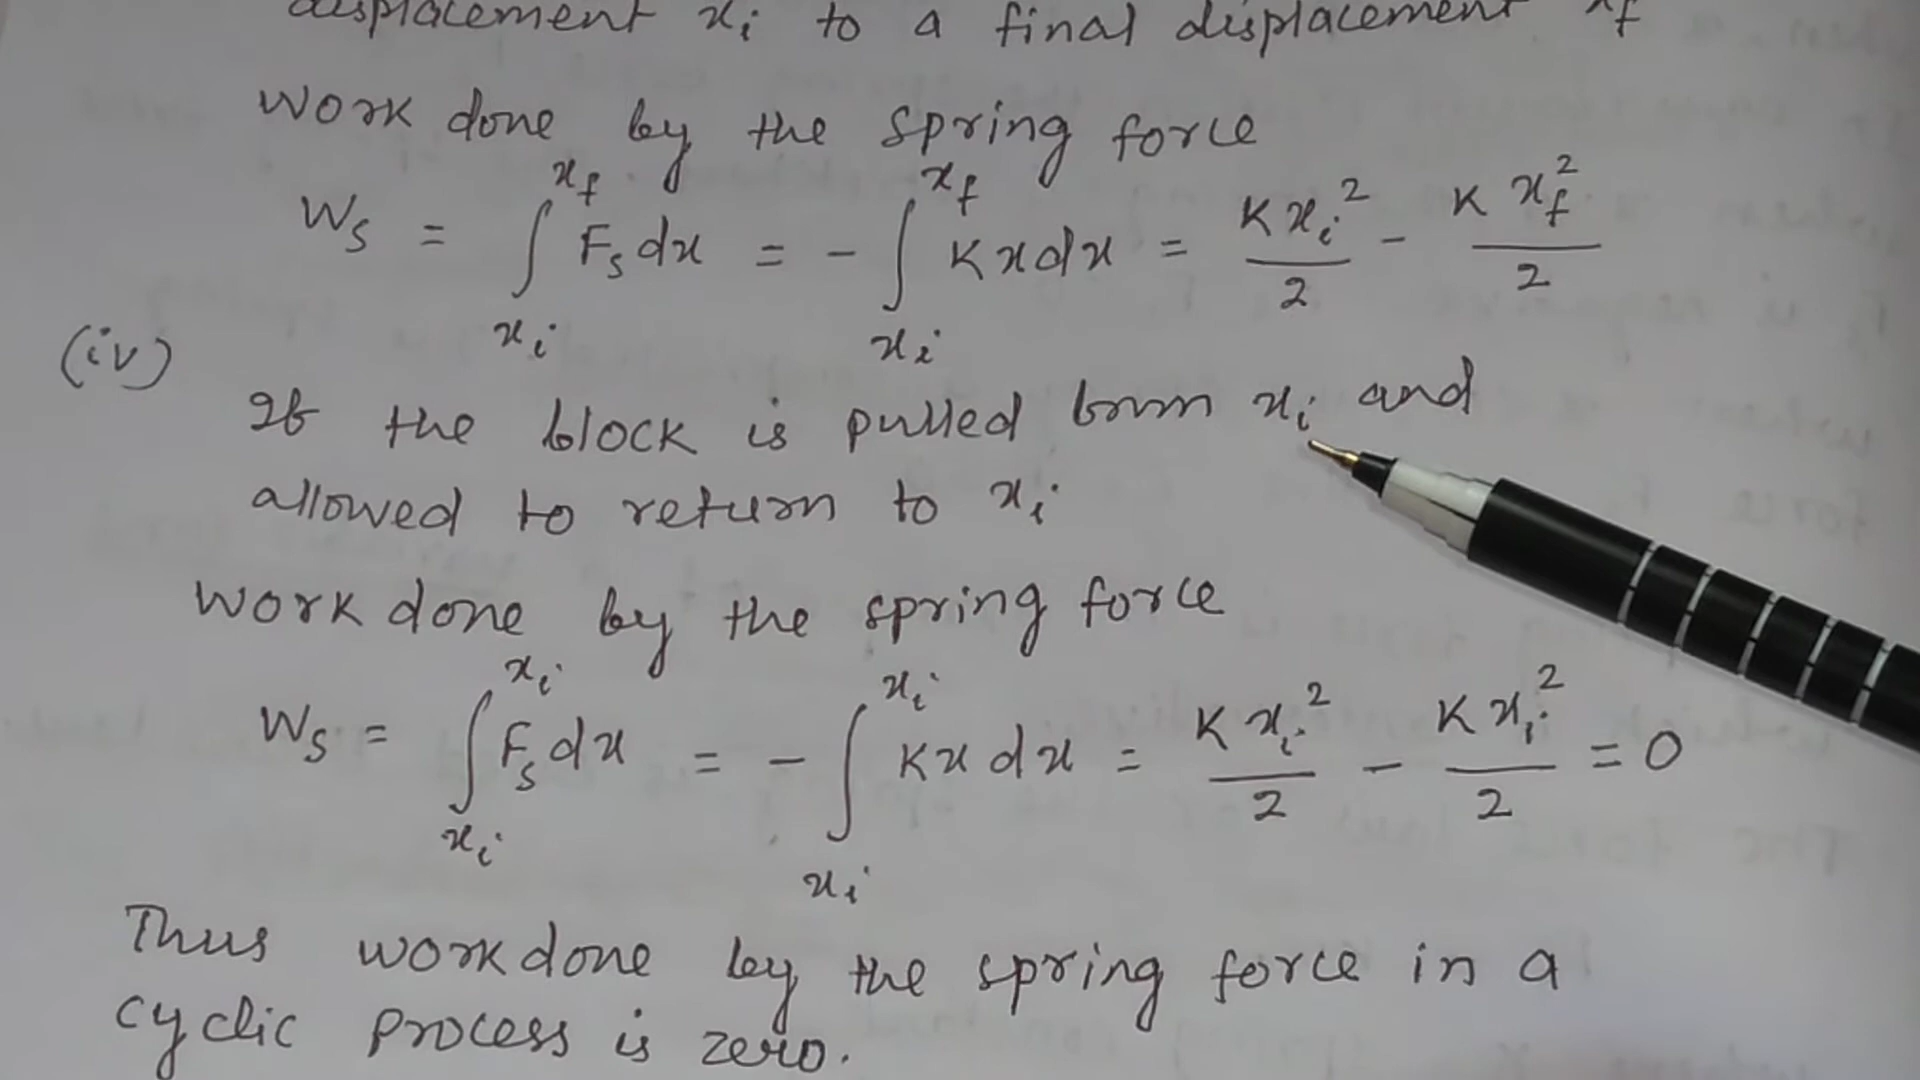 displacement xi to a final displacement xf
Work done by the spring force
Ws = ∫_{xi}^{xf} Fs dx = - ∫_{xi}^{xf} Kx dx = Kxi²/2 - Kxf²/2
(iv)
If the block is pulled from xi and
allowed to return to xi
Work done by the spring force
Ws = ∫_{xi}^{xi} Fs dx = - ∫_{xi}^{xi} Kx dx = Kxi²/2 - Kxi²/2 = 0
Thus work done by the spring force in a
cyclic process is zero.